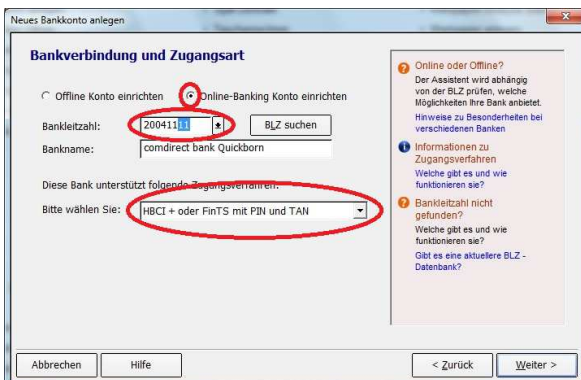 Neues Bankkonto anlegen
Bankverbindung und Zugangsart
Offline Konto einrichten
Online-Banking Konto einrichten
Bankleitzahl:
20041111
BLZ suchen
Bankname:
comdirect bank Quickborn
Diese Bank unterstützt folgende Zugangsverfahren:
Bitte wählen Sie:
HBCI + oder FinTS mit PIN und TAN
Online oder Offline?
Der Assistent wird abhängig
von der BLZ prüfen, welche
Möglichkeiten Ihre Bank anbietet.
Hinweise zu Besonderheiten bei
verschiedenen Banken
Informationen zu
Zugangsverfahren
Welche gibt es und wie
funktionieren sie?
Bankleitzahl nicht
gefunden?
Welche gibt es und wie
funktionieren sie?
Gibt es eine aktuellere BLZ -
Datenbank?
Abbrechen
Hilfe
< Zurück
Weiter >